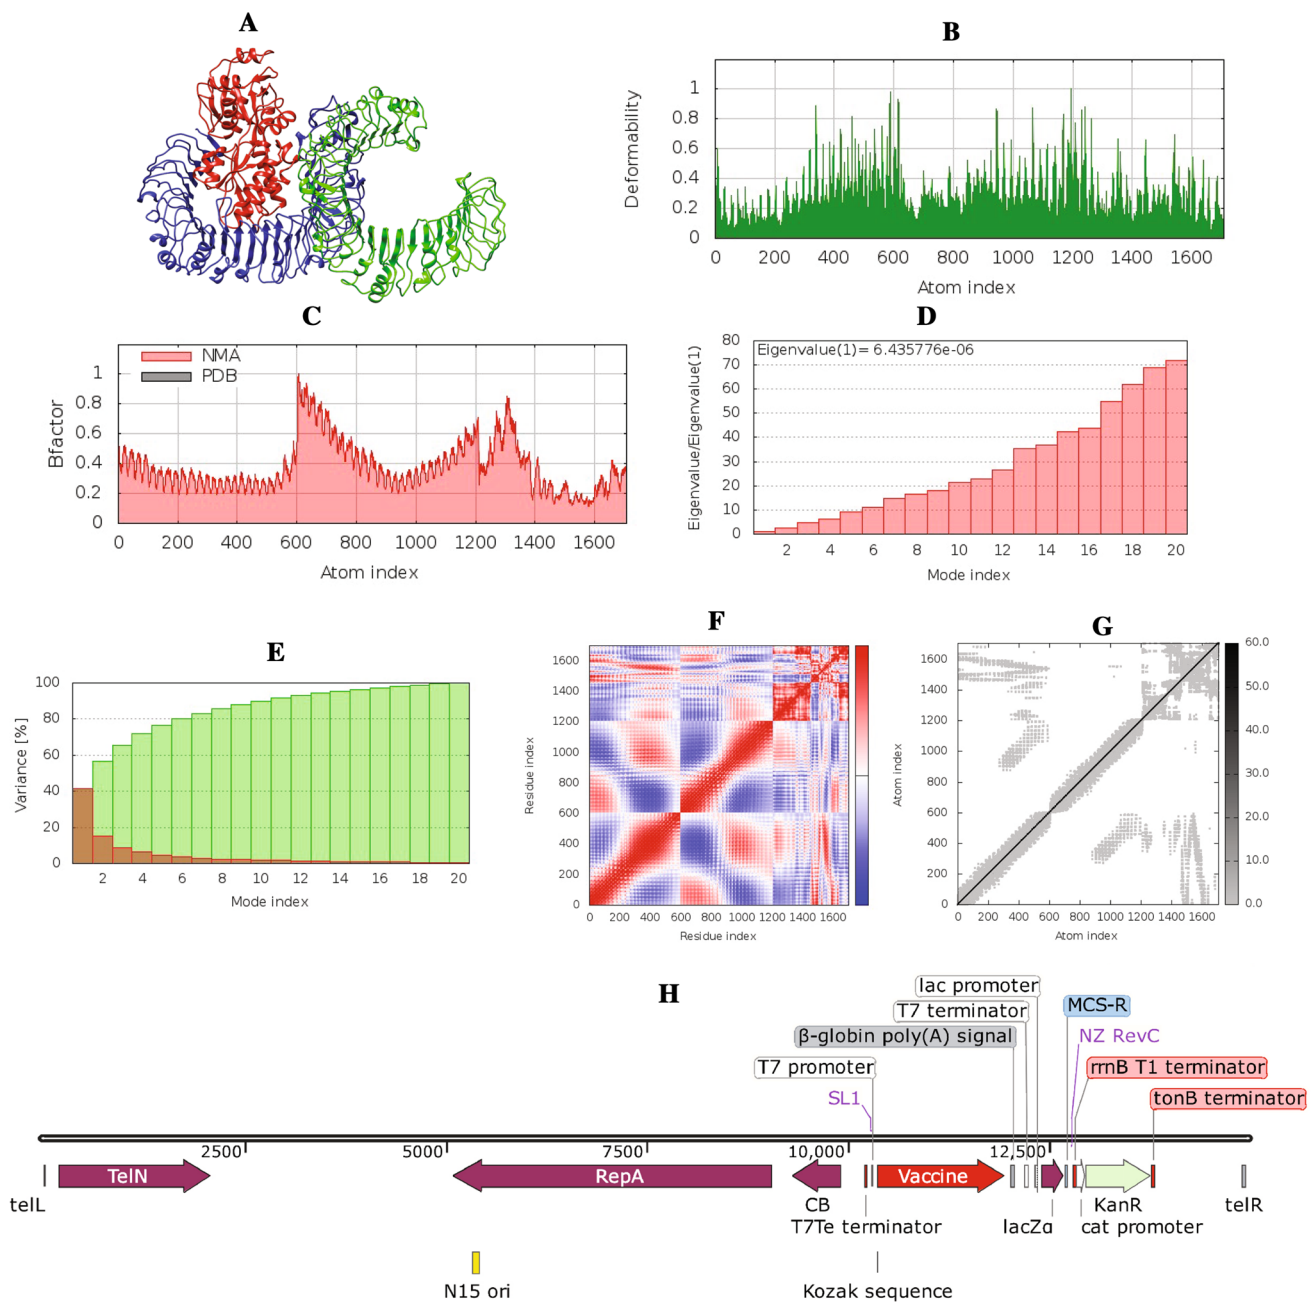 A
B
Deformability
1
0.8
0.6
0.4
0.2
0
0 200 400 600 800 1000 1200 1400 1600
Atom index
C
NMA
PDB
Bfactor
1
0.8
0.6
0.4
0.2
0
0 200 400 600 800 1000 1200 1400 1600
Atom index
D
Eigenvalue(1)= 6.435776e-06
Eigenvalue/Eigenvalue(1)
80
70
60
50
40
30
20
10
0
2 4 6 8 10 12 14 16 18 20
Mode index
E
Variance [%]
100
80
60
40
20
0
2 4 6 8 10 12 14 16 18 20
Mode index
F
Residue index
1600
1400
1200
1000
800
600
400
200
0
0 200 400 600 800 1000 1200 1400 1600
Residue index
G
Atom index
1600
1400
1200
1000
800
600
400
200
0
0 200 400 600 800 1000 1200 1400 1600
Atom index
60.0
50.0
40.0
30.0
20.0
10.0
0.0
H
lac promoter
T7 terminator
MCS-R
β-globin poly(A) signal
NZ RevC
T7 promoter
rrnB T1 terminator
SL1
tonB terminator
2500 5000 7500 10,000 12,500
TelN RepA Vaccine
telL CB KanR telR
T7Te terminator lacZα cat promoter
N15 ori Kozak sequence